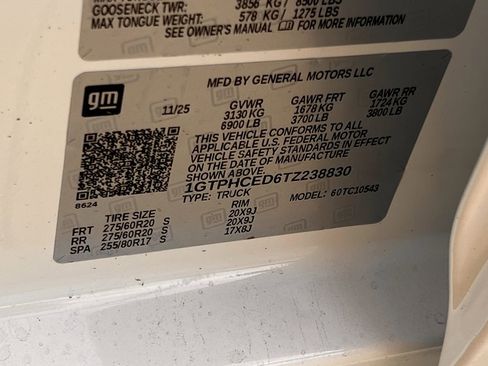 GOOSENECK TWR: 3856 KG / 8500 LBS
MAX TONGUE WEIGHT: 578 KG / 1275 LBS
SEE OWNER'S MANUAL FOR MORE INFORMATION
gm
MFD BY GENERAL MOTORS LLC
11/25 GVWR GAWR FRT GAWR RR
3130 KG 1678 KG 1724 KG
6900 LB 3700 LB 3800 LB
THIS VEHICLE CONFORMS TO ALL
APPLICABLE U.S. FEDERAL MOTOR
VEHICLE SAFETY STANDARDS IN
EFFECT ON THE DATE OF MANUFACTURE
SHOWN ABOVE.
1GTPHCED6TZ238830
TYPE: TRUCK MODEL: 60TC10543
8624
TIRE SIZE RIM
FRT 275/60R20 S 20X9J
RR 275/60R20 S 20X9J
SPA 255/80R17 S 17X8J